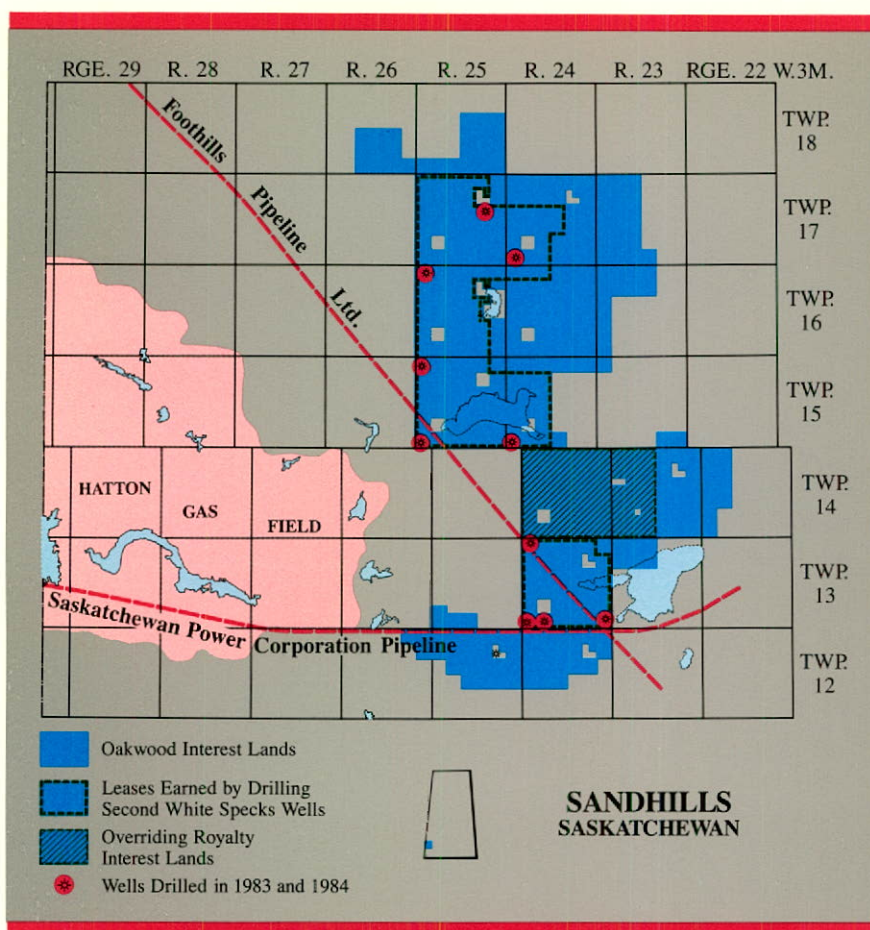 RGE. 29 R. 28 R. 27 R. 26 R. 25 R. 24 R. 23 RGE. 22 W.3M.
TWP.
18
Foothills
Pipeline
Ltd.
TWP.
17
TWP.
16
TWP.
15
TWP.
14
HATTON
GAS
FIELD
TWP.
13
Saskatchewan Power
Corporation Pipeline
TWP.
12
Oakwood Interest Lands
Leases Earned by Drilling
Second White Specks Wells
Overriding Royalty
Interest Lands
Wells Drilled in 1983 and 1984
SANDHILLS
SASKATCHEWAN